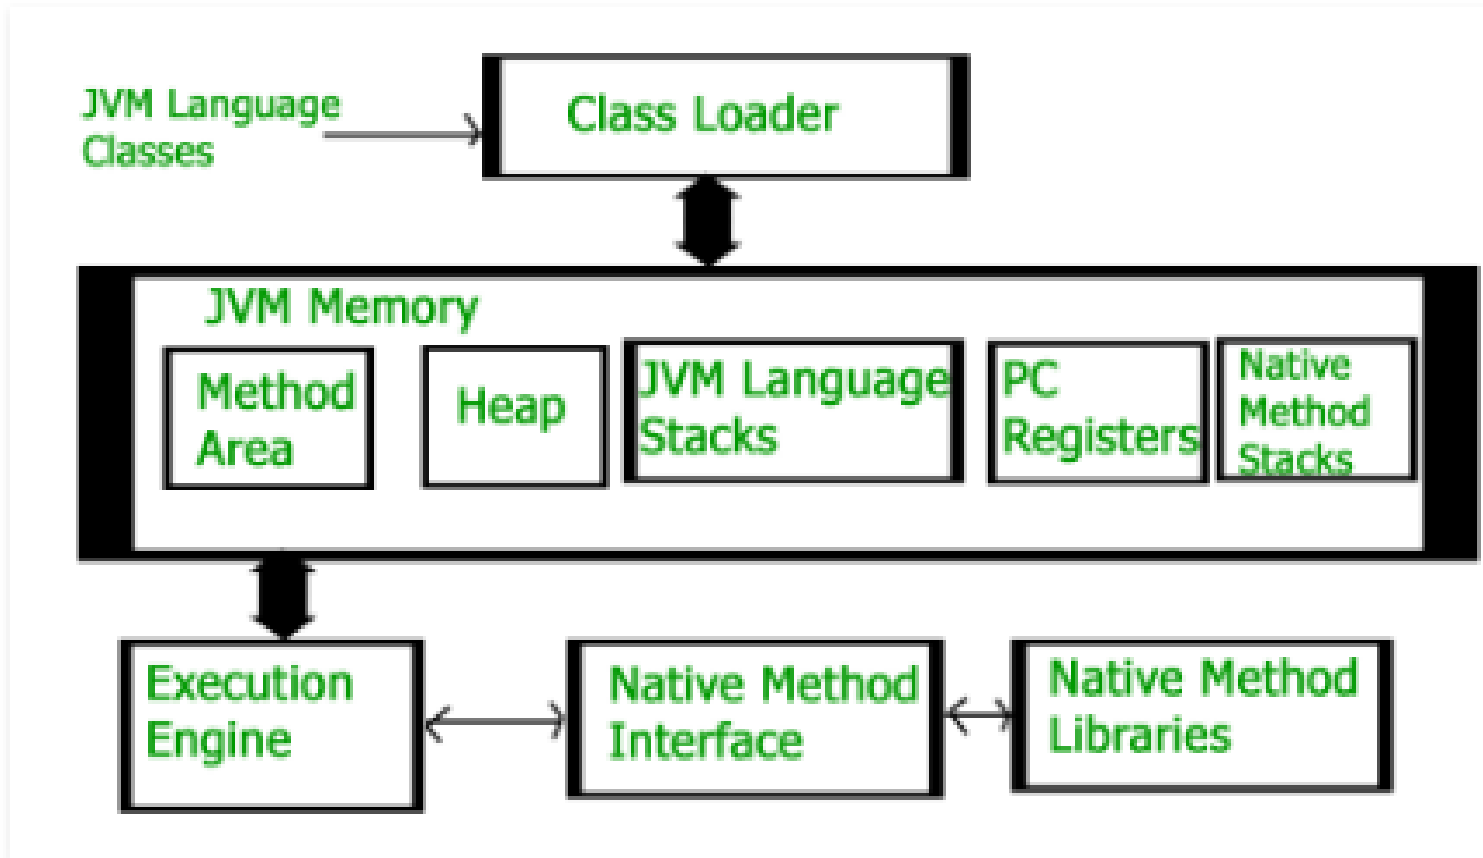 JVM Language
Classes
Class Loader
JVM Memory
Method
Area
Heap
JVM Language
Stacks
PC
Registers
Native
Method
Stacks
Execution
Engine
Native Method
Interface
Native Method
Libraries